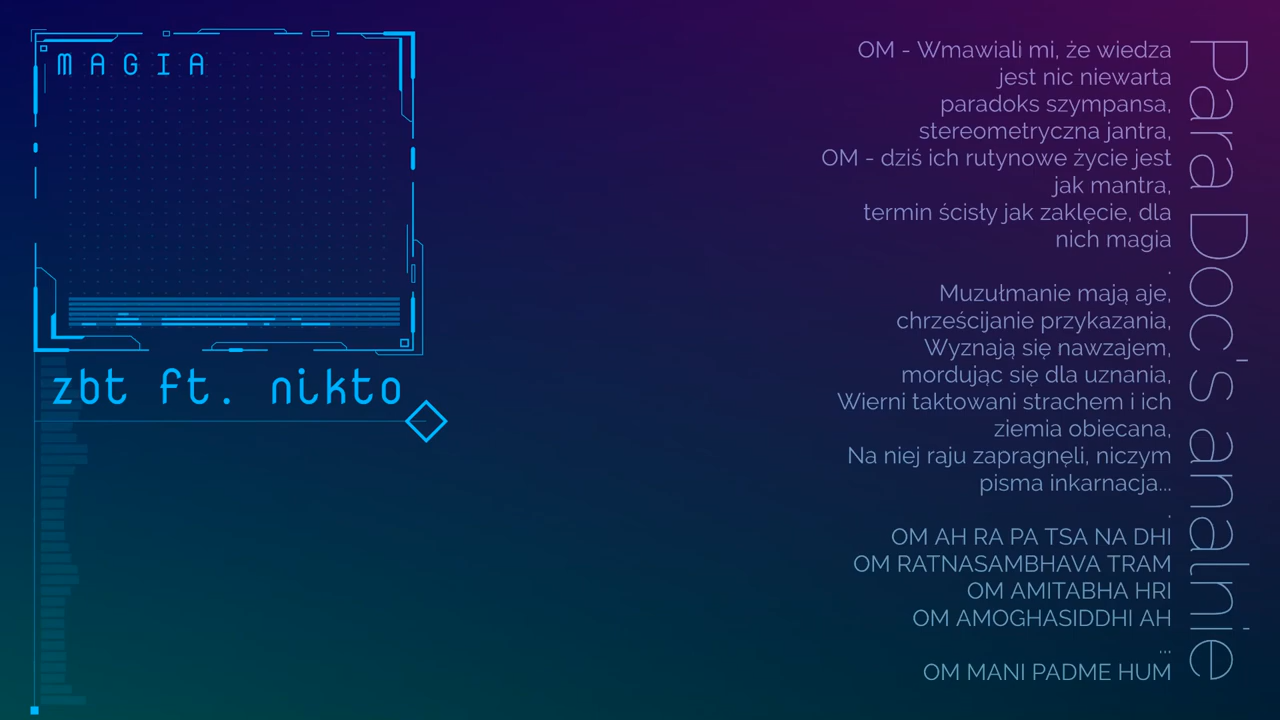 M A G I A
zbt ft. nikto
OM - Wmawiali mi, że wiedza
jest nic niewarta
paradoks szympansa,
stereometryczna jantra,
OM - dziś ich rutynowe życie jest
jak mantra,
termin ścisły jak zaklęcie, dla
nich magia
.
Muzułmanie mają aje,
chrześcijanie przykazania,
Wyznają się nawzajem,
mordując się dla uznania,
Wierni taktowani strachem i ich
ziemia obiecana,
Na niej raju zapragnęli, niczym
pisma inkarnacja...
.
OM AH RA PA TSA NA DHI
OM RATNASAMBHAVA TRAM
OM AMITABHA HRI
OM AMOGHASIDDHI AH
...
OM MANI PADME HUM
Para Doc's analnie